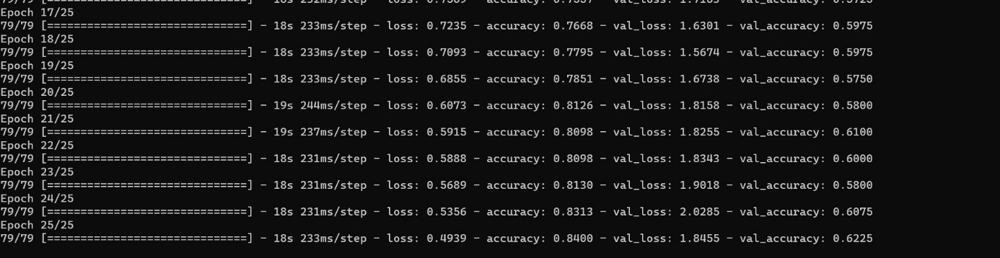 Epoch 17/25
79/79 [==============================] - 18s 233ms/step - loss: 0.7235 - accuracy: 0.7668 - val_loss: 1.6301 - val_accuracy: 0.5975
Epoch 18/25
79/79 [==============================] - 18s 233ms/step - loss: 0.7093 - accuracy: 0.7795 - val_loss: 1.5674 - val_accuracy: 0.5975
Epoch 19/25
79/79 [==============================] - 18s 233ms/step - loss: 0.6855 - accuracy: 0.7851 - val_loss: 1.6738 - val_accuracy: 0.5750
Epoch 20/25
79/79 [==============================] - 19s 244ms/step - loss: 0.6073 - accuracy: 0.8126 - val_loss: 1.8158 - val_accuracy: 0.5800
Epoch 21/25
79/79 [==============================] - 19s 237ms/step - loss: 0.5915 - accuracy: 0.8098 - val_loss: 1.8255 - val_accuracy: 0.6100
Epoch 22/25
79/79 [==============================] - 18s 231ms/step - loss: 0.5888 - accuracy: 0.8098 - val_loss: 1.8343 - val_accuracy: 0.6000
Epoch 23/25
79/79 [==============================] - 18s 231ms/step - loss: 0.5689 - accuracy: 0.8130 - val_loss: 1.9018 - val_accuracy: 0.5800
Epoch 24/25
79/79 [==============================] - 18s 231ms/step - loss: 0.5356 - accuracy: 0.8313 - val_loss: 2.0285 - val_accuracy: 0.6075
Epoch 25/25
79/79 [==============================] - 18s 233ms/step - loss: 0.4939 - accuracy: 0.8400 - val_loss: 1.8455 - val_accuracy: 0.6225